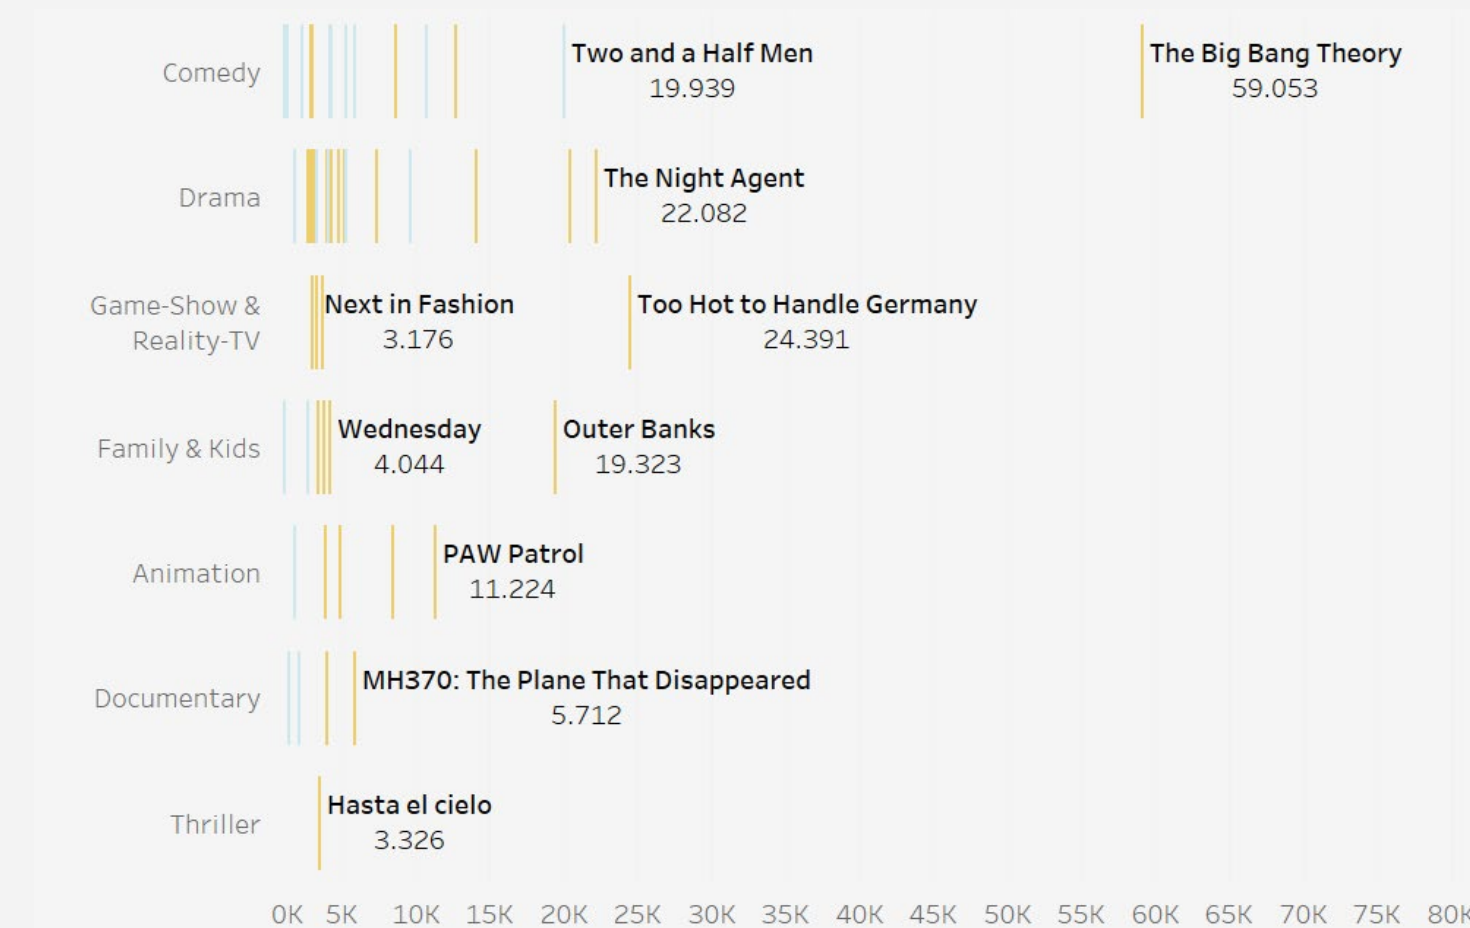 Comedy
Two and a Half Men
19.939
The Big Bang Theory
59.053
Drama
The Night Agent
22.082
Game-Show &
Reality-TV
Next in Fashion
3.176
Too Hot to Handle Germany
24.391
Family & Kids
Wednesday
4.044
Outer Banks
19.323
Animation
PAW Patrol
11.224
Documentary
MH370: The Plane That Disappeared
5.712
Thriller
Hasta el cielo
3.326
0K 5K 10K 15K 20K 25K 30K 35K 40K 45K 50K 55K 60K 65K 70K 75K 80K